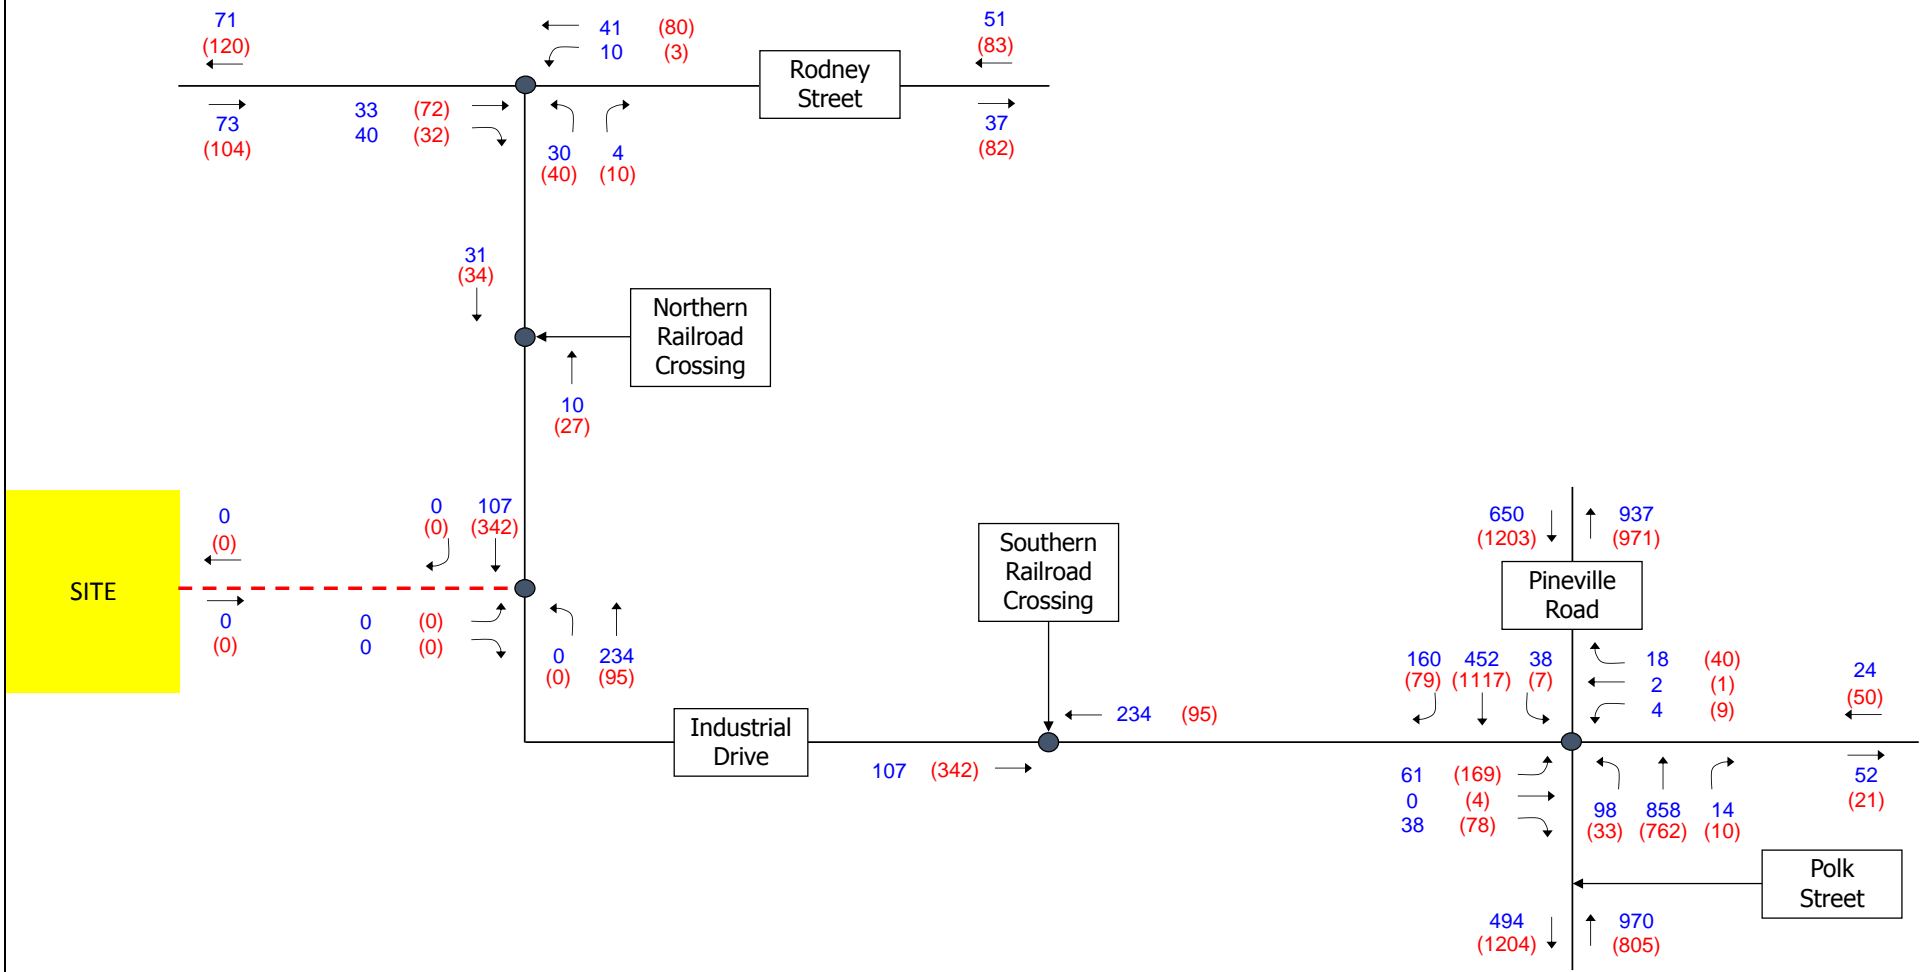 71
(120)
41 (80)
10 (3)
51
(83)
Rodney
Street
73
(104)
33 (72)
40 (32)
30 4
(40) (10)
37
(82)
31
(34)
Northern
Railroad
Crossing
10
(27)
SITE
0
(0)
0 107
(0) (342)
0
(0)
0 (0)
0 (0)
0 234
(0) (95)
Southern
Railroad
Crossing
Industrial
Drive
234 (95)
107 (342)
650 937
(1203) (971)
Pineville
Road
160 452 38
(79) (1117) (7)
18 (40)
2 (1)
4 (9)
24
(50)
61 (169)
0 (4)
38 (78)
98 858 14
(33) (762) (10)
52
(21)
Polk
Street
494 970
(1204) (805)